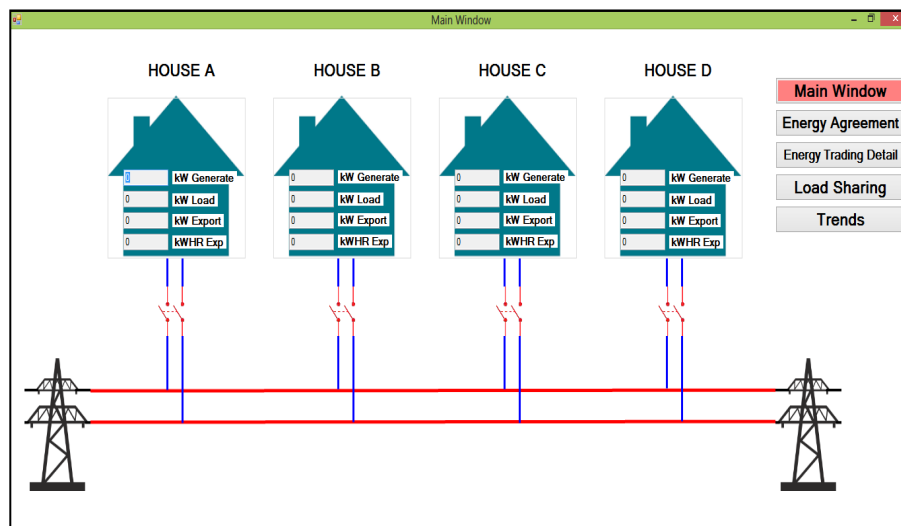 Main Window
HOUSE A
HOUSE B
HOUSE C
HOUSE D
0 kW Generate
0 kW Load
0 kW Export
0 kWHR Exp
0 kW Generate
0 kW Load
0 kW Export
0 kWHR Exp
0 kW Generate
0 kW Load
0 kW Export
0 kWHR Exp
0 kW Generate
0 kW Load
0 kW Export
0 kWHR Exp
Main Window
Energy Agreement
Energy Trading Detail
Load Sharing
Trends